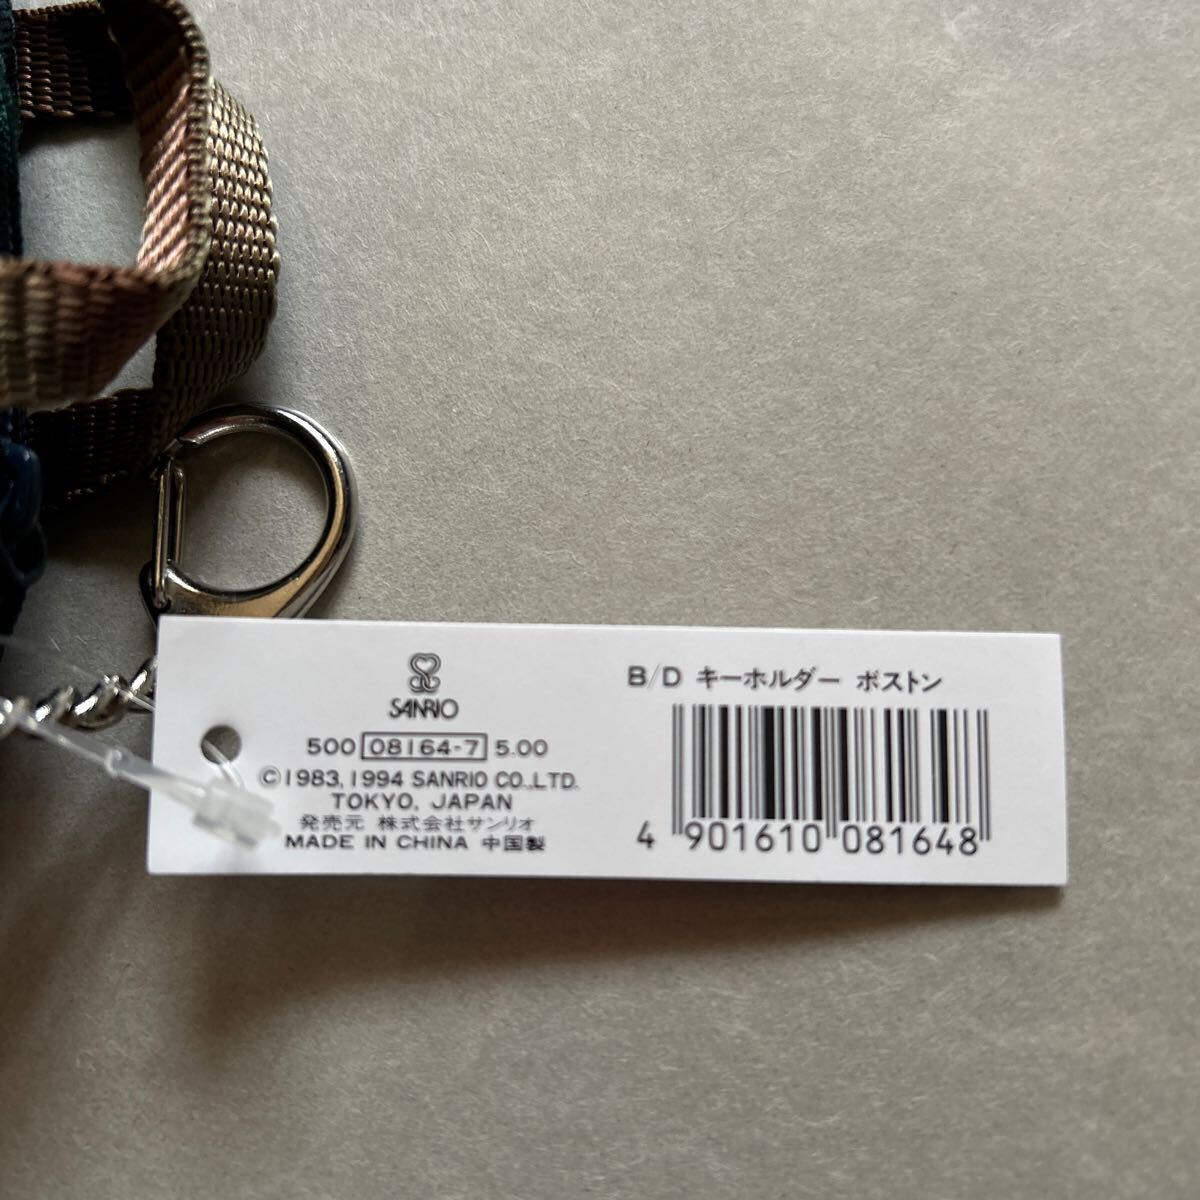 SANRIO
500 08164-7 5.00
©1983, 1994 SANRIO CO., LTD.
TOKYO, JAPAN
発売元 株式会社サンリオ
MADE IN CHINA 中国製
B/D キーホルダー ボストン
4 901610 081648